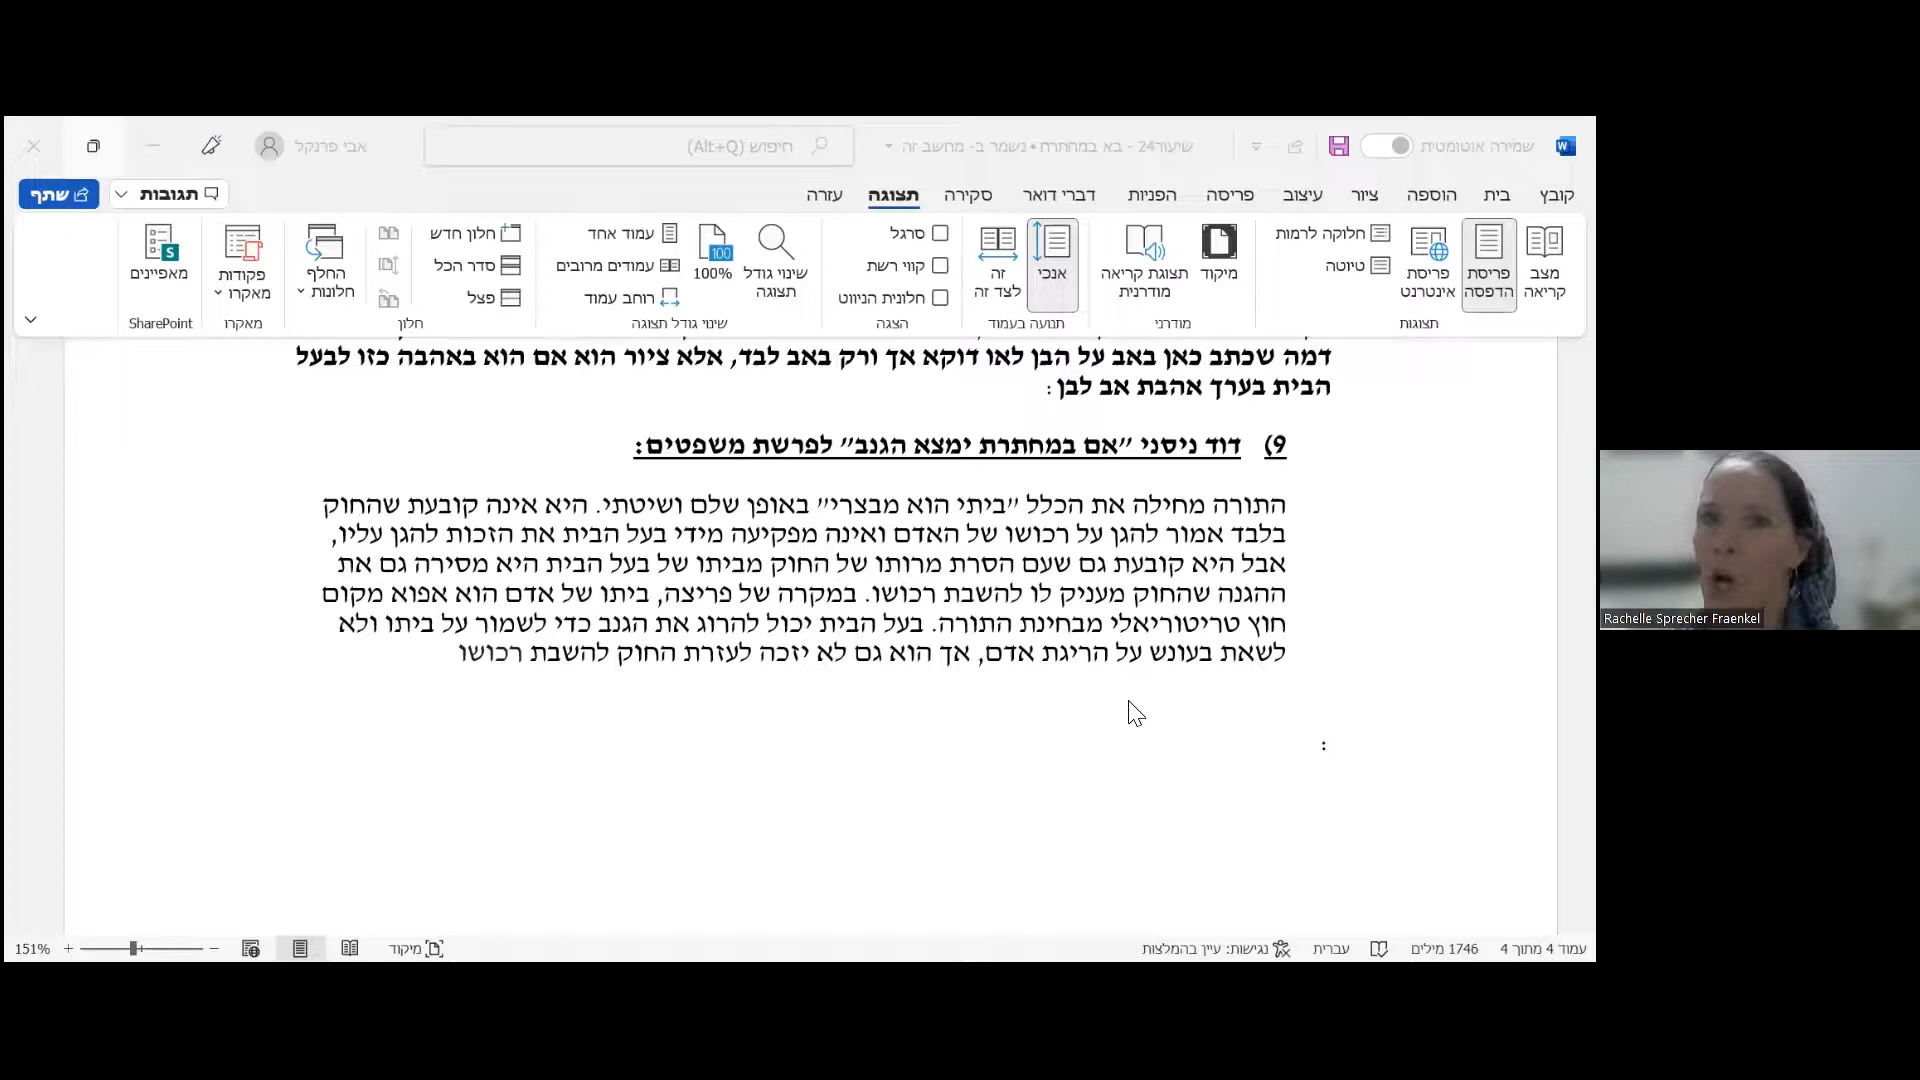 שמירה אוטומטית שיעור24 - בא במחתרת • נשמר ב- מחשב זה חיפוש (Alt+Q) אבי פרנקל
קובץ בית הוספה ציור עיצוב פריסה הפניות דברי דואר סקירה תצוגה עזרה תגובות שתף
מצב קריאה
פריסת הדפסה
פריסת אינטרנט
חלוקה לרמות
טיוטה
תצוגות
מיקוד
תצוגת קריאה מודרנית
מודרני
אנכי
זה לצד זה
תנועה בעמוד
סרגל
קווי רשת
חלונית הניווט
הצגה
שינוי גודל תצוגה
100
100%
עמוד אחד
עמודים מרובים
רוחב עמוד
שינוי גודל תצוגה
חלון חדש
סדר הכל
פצל
החלף חלונות
חלון
פקודות מאקרו
מאקרו
S
מאפיינים
SharePoint
דמה שכתב כאן באב על הבן לאו דוקא אך ורק באב לבד, אלא ציור הוא אם הוא באהבה כזו לבעל
הבית בערך אהבת אב לבן :
9) דוד ניסני "אם במחתרת ימצא הגנב" לפרשת משפטים:
התורה מחילה את הכלל "ביתי הוא מבצרי" באופן שלם ושיטתי. היא אינה קובעת שהחוק
בלבד אמור להגן על רכושו של האדם ואינה מפקיעה מידי בעל הבית את הזכות להגן עליו,
אבל היא קובעת גם שעם הסרת מרותו של החוק מביתו של בעל הבית היא מסירה גם את
ההגנה שהחוק מעניק לו להשבת רכושו. במקרה של פריצה, ביתו של אדם הוא אפוא מקום
חוץ טריטוריאלי מבחינת התורה. בעל הבית יכול להרוג את הגנב כדי לשמור על ביתו ולא
לשאת בעונש על הריגת אדם, אך הוא גם לא יזכה לעזרת החוק להשבת רכושו
:
Rachelle Sprecher Fraenkel
עמוד 4 מתוך 4 1746 מילים עברית נגישות: עיין בהמלצות מיקוד 151%